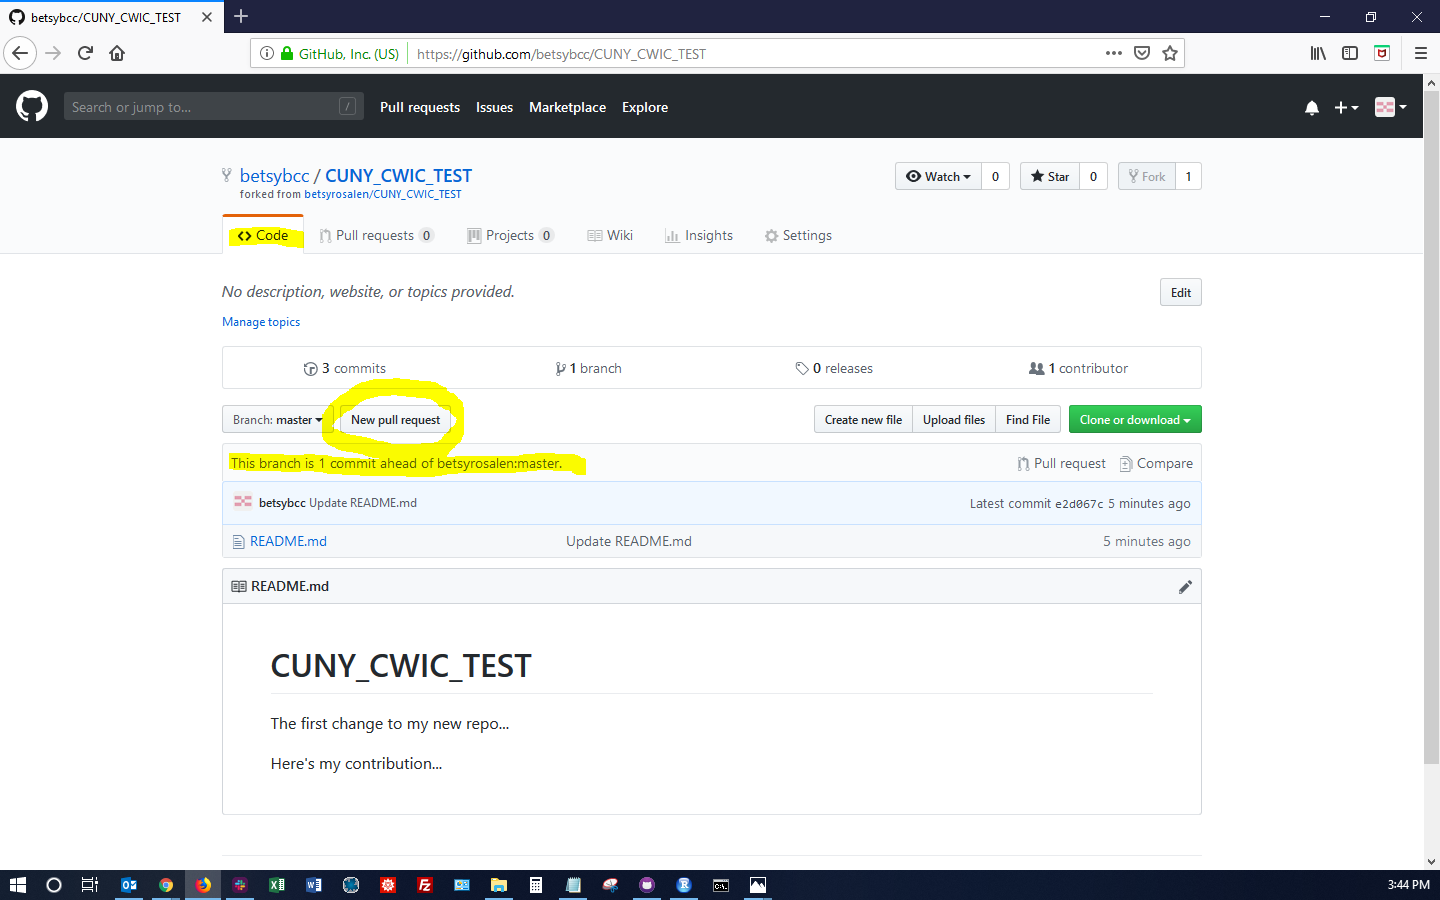 betsybcc/CUNY_CWIC_TEST
GitHub, Inc. (US) https://github.com/betsybcc/CUNY_CWIC_TEST
Search or jump to... / Pull requests Issues Marketplace Explore
betsybcc / CUNY_CWIC_TEST Watch 0 Star 0 Fork 1
forked from betsyrosalen/CUNY_CWIC_TEST
Code Pull requests 0 Projects 0 Wiki Insights Settings
No description, website, or topics provided. Edit
Manage topics
3 commits 1 branch 0 releases 1 contributor
Branch: master New pull request Create new file Upload files Find File Clone or download
This branch is 1 commit ahead of betsyrosalen:master. Pull request Compare
betsybcc Update README.md Latest commit e2d067c 5 minutes ago
README.md Update README.md 5 minutes ago
README.md
CUNY_CWIC_TEST
The first change to my new repo...
Here's my contribution...
3:44 PM